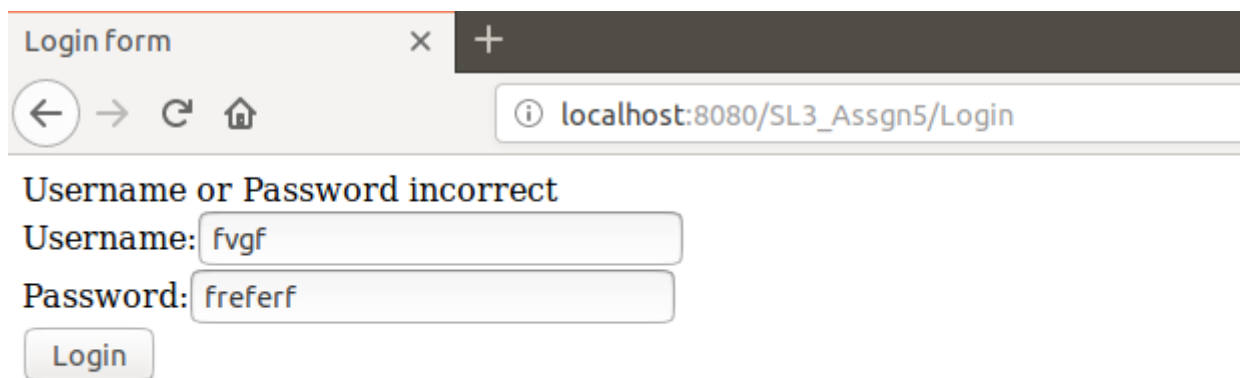 Login form
localhost:8080/SL3_Assgn5/Login
Username or Password incorrect
Username: fvgf
Password: freferf
Login